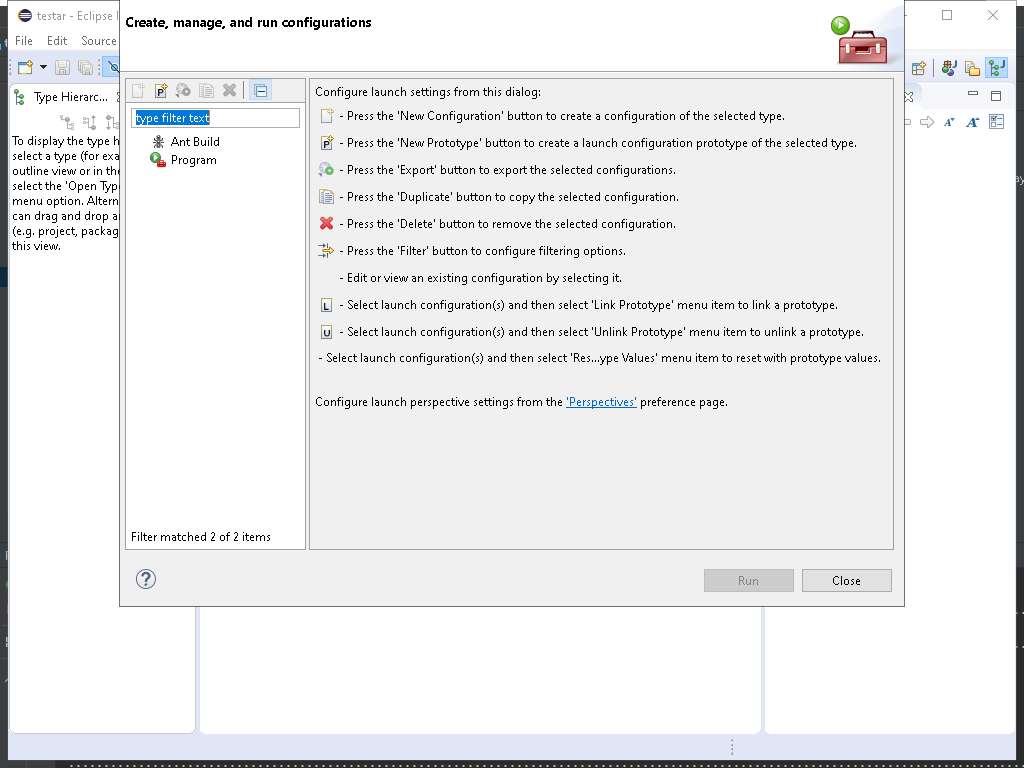 testar - Eclipse I
Create, manage, and run configurations
File Edit Source
Type Hierarc...
To display the type h
select a type (for exa
outline view or in the
select the 'Open Typ
menu option. Altern
can drag and drop a
(e.g. project, packag
this view.
type filter text
Ant Build
Program
Filter matched 2 of 2 items
Configure launch settings from this dialog:
- Press the 'New Configuration' button to create a configuration of the selected type.
P - Press the 'New Prototype' button to create a launch configuration prototype of the selected type.
- Press the 'Export' button to export the selected configurations.
- Press the 'Duplicate' button to copy the selected configuration.
- Press the 'Delete' button to remove the selected configuration.
- Press the 'Filter' button to configure filtering options.
- Edit or view an existing configuration by selecting it.
L - Select launch configuration(s) and then select 'Link Prototype' menu item to link a prototype.
U - Select launch configuration(s) and then select 'Unlink Prototype' menu item to unlink a prototype.
- Select launch configuration(s) and then select 'Res...ype Values' menu item to reset with prototype values.
Configure launch perspective settings from the 'Perspectives' preference page.
? Run Close